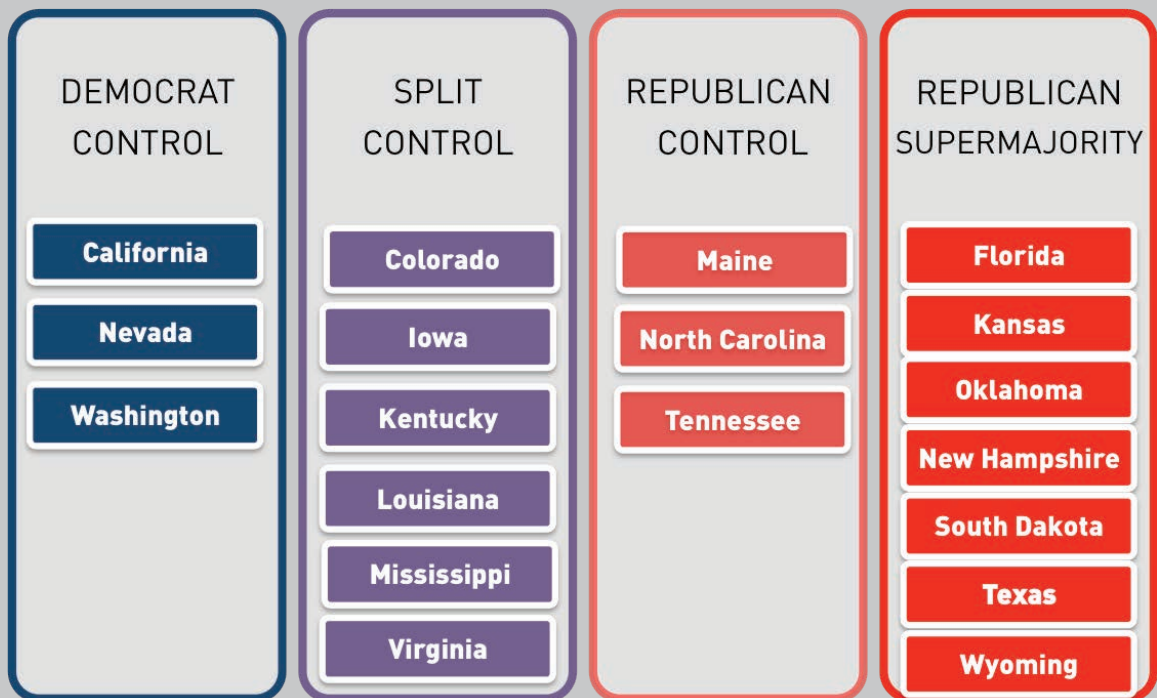 DEMOCRAT
CONTROL
California
Nevada
Washington
SPLIT
CONTROL
Colorado
Iowa
Kentucky
Louisiana
Mississippi
Virginia
REPUBLICAN
CONTROL
Maine
North Carolina
Tennessee
REPUBLICAN
SUPERMAJORITY
Florida
Kansas
Oklahoma
New Hampshire
South Dakota
Texas
Wyoming